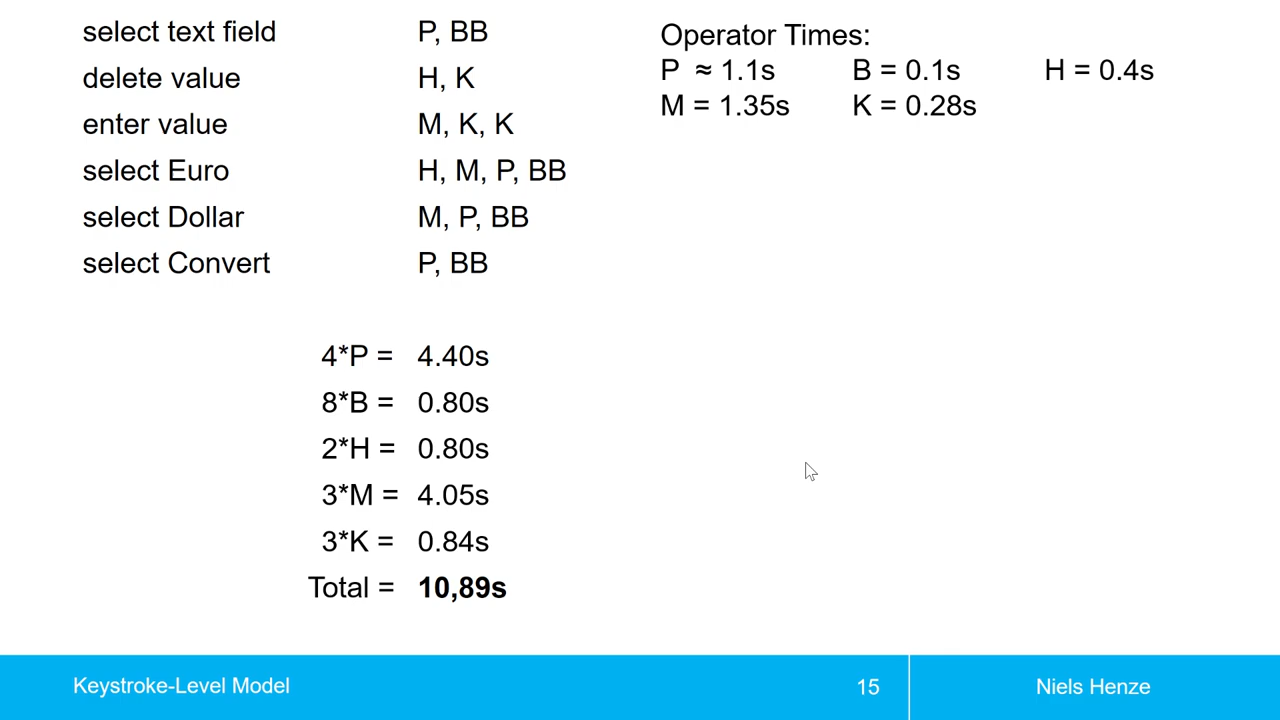 select text field P, BB
delete value H, K
enter value M, K, K
select Euro H, M, P, BB
select Dollar M, P, BB
select Convert P, BB
Operator Times:
P ≈ 1.1s B = 0.1s H = 0.4s
M = 1.35s K = 0.28s
4*P = 4.40s
8*B = 0.80s
2*H = 0.80s
3*M = 4.05s
3*K = 0.84s
Total = 10,89s
Keystroke-Level Model 15 Niels Henze